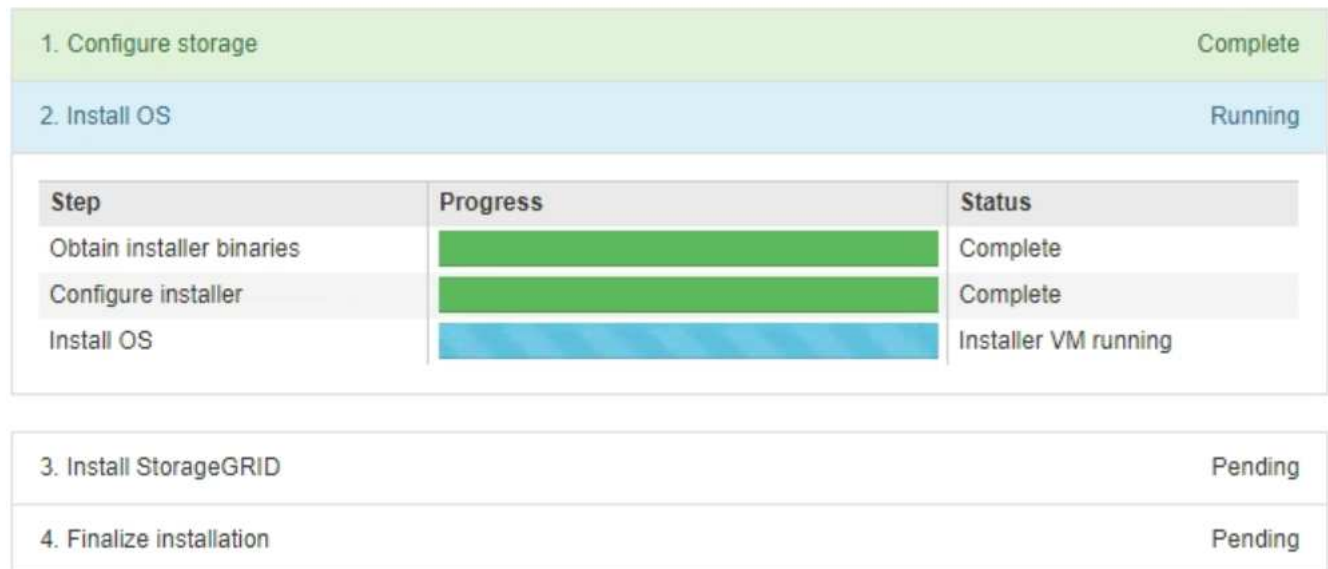 1. Configure storage Complete
2. Install OS Running
Step Progress Status
Obtain installer binaries Complete
Configure installer Complete
Install OS Installer VM running
3. Install StorageGRID Pending
4. Finalize installation Pending